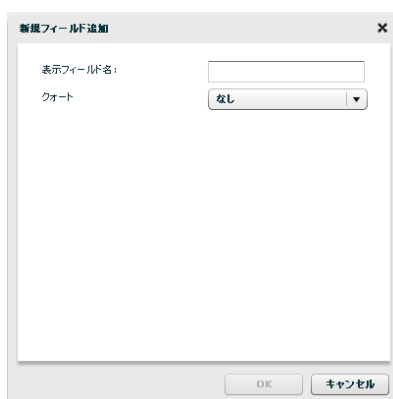 新規フィールド追加
表示フィールド名：
クォート
なし
OK
キャンセル